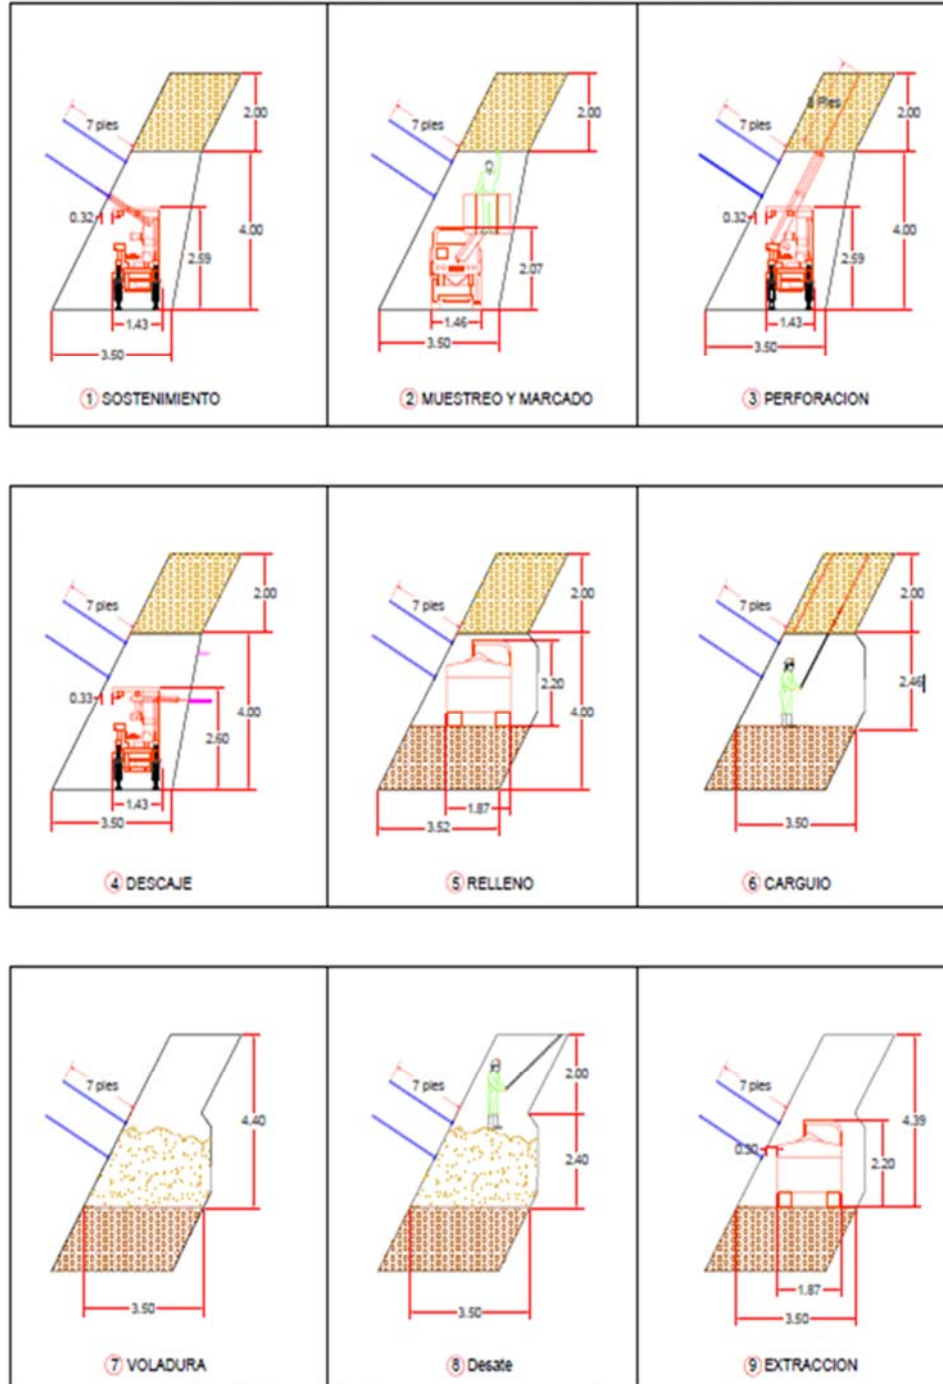 7 pies
2.00
0.32
4.00
2.59
1.43
3.50
1 SOSTENIMIENTO
7 pies
2.00
4.00
2.07
1.46
3.50
2 MUESTREO Y MARCADO
8 Pies
7 pies
2.00
0.32
4.00
2.59
1.43
3.50
3 PERFORACION
7 pies
2.00
0.33
4.00
2.60
1.43
3.50
4 DESCAJE
7 pies
2.00
2.20
4.00
1.87
3.52
5 RELLENO
7 pies
2.00
2.46
3.50
6 CARGUIO
7 pies
4.40
3.50
7 VOLADURA
7 pies
2.00
2.40
3.50
8 Desate
7 pies
4.39
2.20
1.87
3.50
9 EXTRACCION